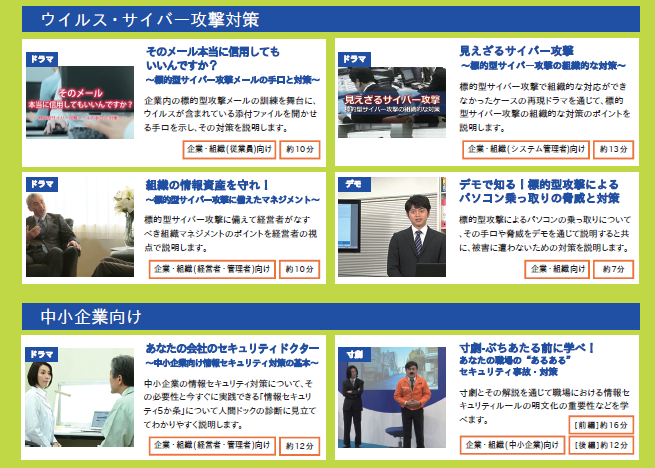 ウイルス・サイバー攻撃対策
ドラマ
そのメール
本当に信用してもいいんですか？
そのメール本当に信用しても
いいんですか？
～標的型サイバー攻撃メールの手口と対策～
企業内の標的型攻撃メールの訓練を舞台に、
ウイルスが含まれている添付ファイルを開かせ
る手口を示し、その対策を説明します。
企業・組織(従業員)向け
約10分
ドラマ
見えざるサイバー攻撃
標的型サイバー攻撃の組織的な対策
見えざるサイバー攻撃
～標的型サイバー攻撃の組織的な対策～
標的型サイバー攻撃で組織的な対応がで
きなかったケースの再現ドラマを通じて、標的
型サイバー攻撃の組織的な対策のポイントを
説明します。
企業・組織(システム管理者)向け
約13分
ドラマ
組織の情報資産を守れ！
～標的型サイバー攻撃に備えたマネジメント～
標的型サイバー攻撃に備えて経営者がなす
べき組織マネジメントのポイントを経営者の視
点で説明します。
企業・組織(経営者・管理者)向け
約10分
デモ
デモで知る！標的型攻撃による
パソコン乗っ取りの脅威と対策
標的型攻撃によるパソコンの乗っ取りについて
、その手口や脅威をデモを通じて説明すると共
に、被害に遭わないための対策を説明します。
企業・組織向け
約7分
中小企業向け
ドラマ
あなたの会社のセキュリティドクター
～中小企業向け情報セキュリティ対策の基本～
中小企業の情報セキュリティ対策について、そ
の必要性と今すぐに実践できる「情報セキュリ
ティ5か条」について人間ドックの診断に見立て
てわかりやすく説明します。
企業・組織(経営者・管理者)向け
約12分
寸劇
寸劇-ぶちあたる前に学べ！
あなたの職場の“あるある”
セキュリティ事故・対策
寸劇とその解説を通じて職場における情報セ
キュリティルールの明文化の重要性などを学
べます。
[前編]約16分
企業・組織(中小企業)向け
[後編]約12分